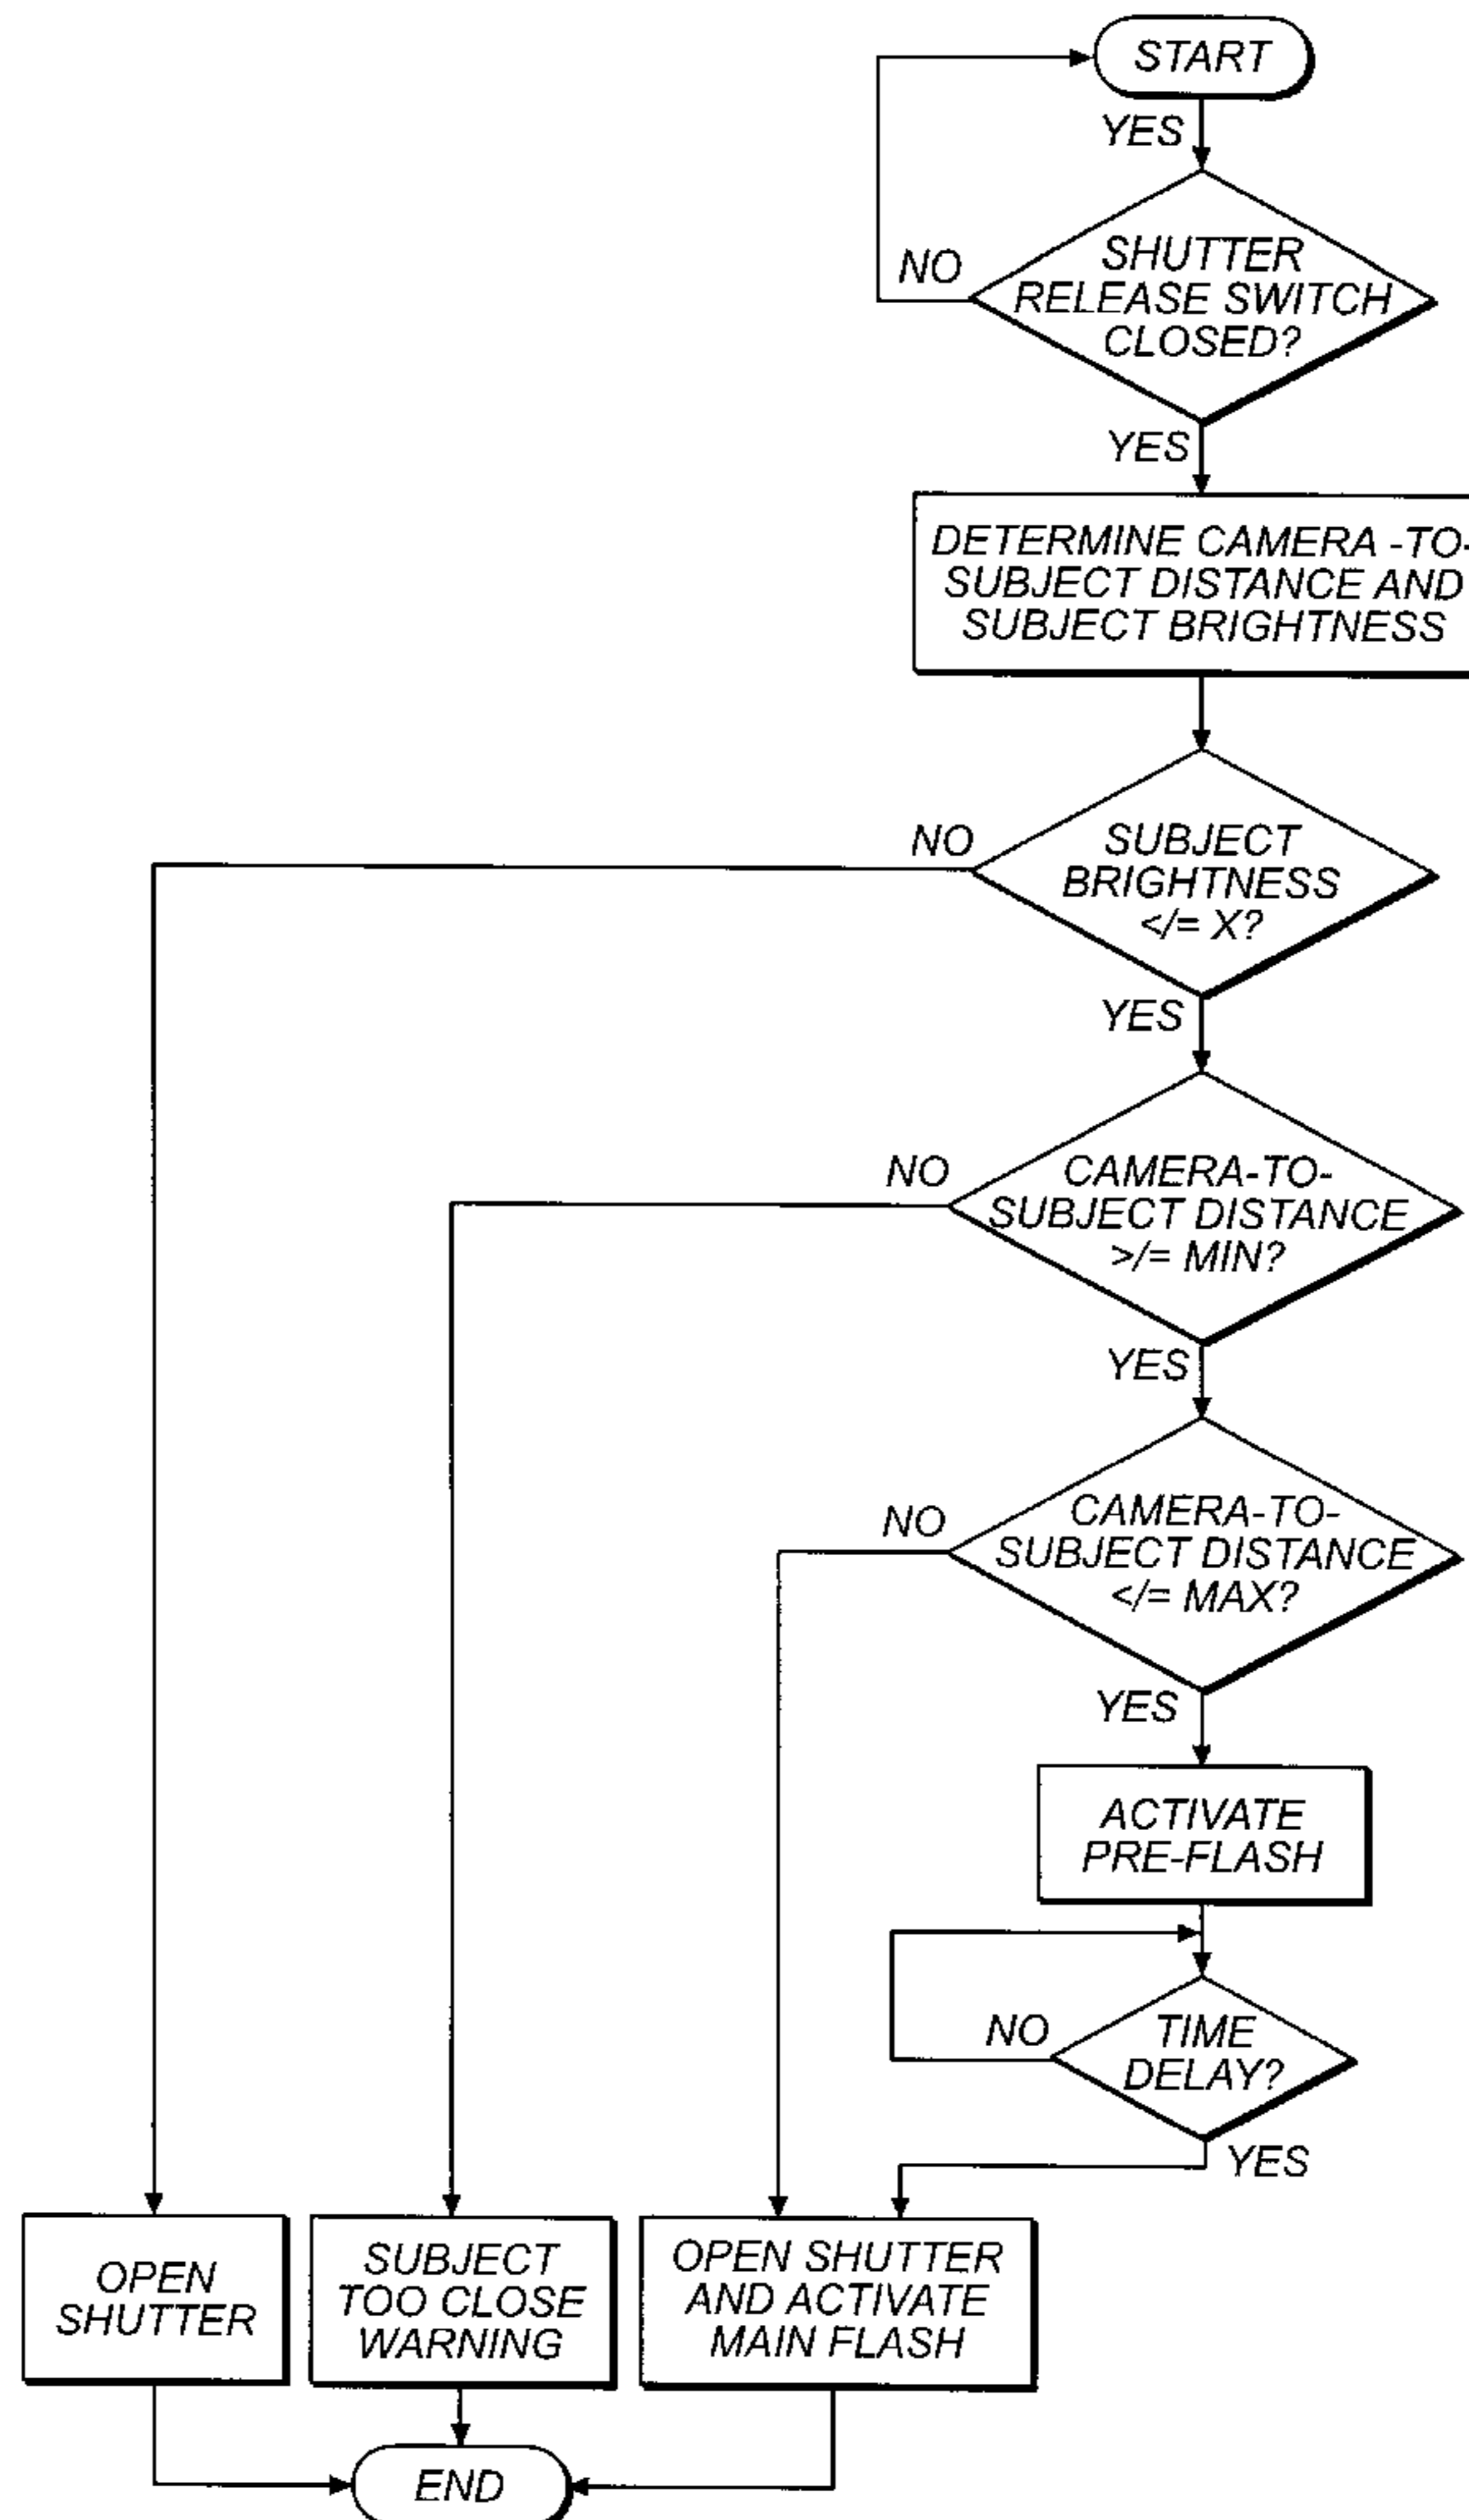 START
YES
NO
SHUTTER
RELEASE SWITCH
CLOSED?
YES
DETERMINE CAMERA -TO-
SUBJECT DISTANCE AND
SUBJECT BRIGHTNESS
NO
SUBJECT
BRIGHTNESS
</= X?
YES
NO
CAMERA-TO-
SUBJECT DISTANCE
>/= MIN?
YES
NO
CAMERA-TO-
SUBJECT DISTANCE
</= MAX?
YES
ACTIVATE
PRE-FLASH
NO
TIME
DELAY?
YES
OPEN
SHUTTER
SUBJECT
TOO CLOSE
WARNING
OPEN SHUTTER
AND ACTIVATE
MAIN FLASH
END